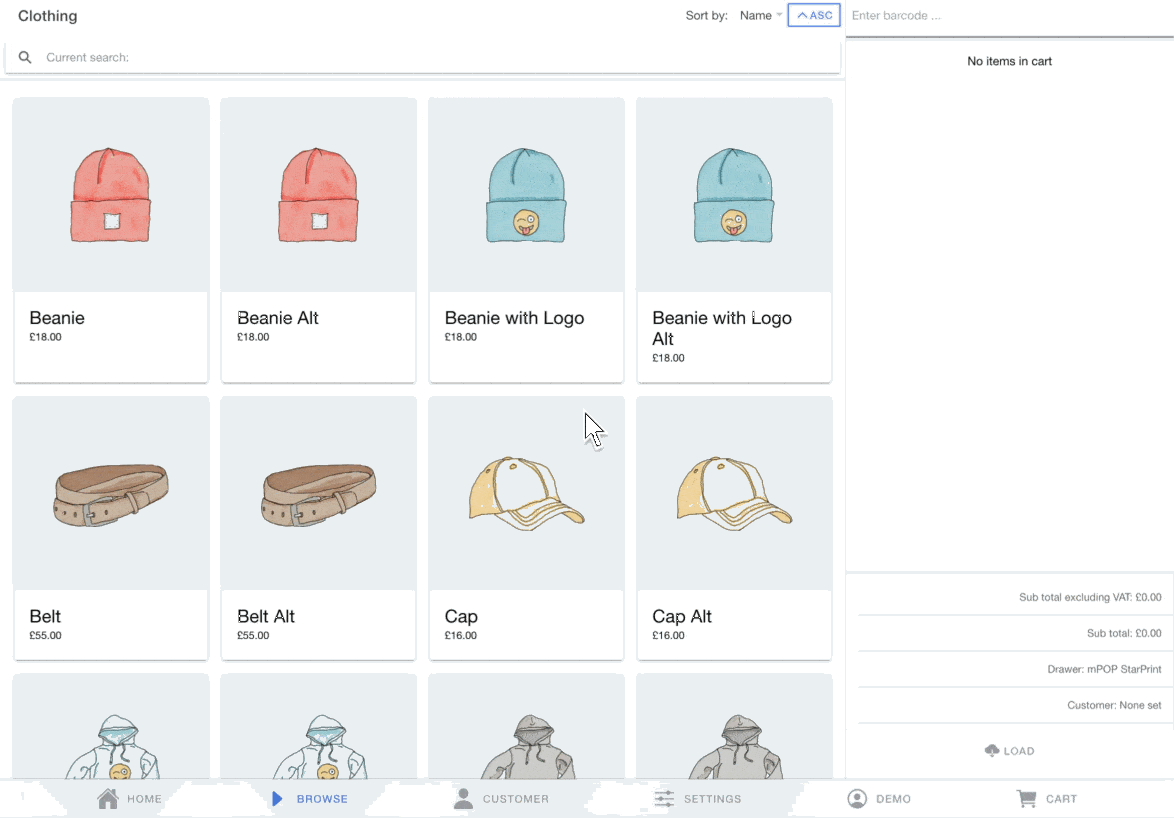 Clothing
Sort by: Name ASC
Enter barcode ...
Current search:
No items in cart
Beanie
£18.00
Beanie Alt
£18.00
Beanie with Logo
£18.00
Beanie with Logo
Alt
£18.00
Belt
£55.00
Belt Alt
£55.00
Cap
£16.00
Cap Alt
£16.00
Sub total excluding VAT: £0.00
Sub total: £0.00
Drawer: mPOP StarPrint
Customer: None set
LOAD
HOME
BROWSE
CUSTOMER
SETTINGS
DEMO
CART